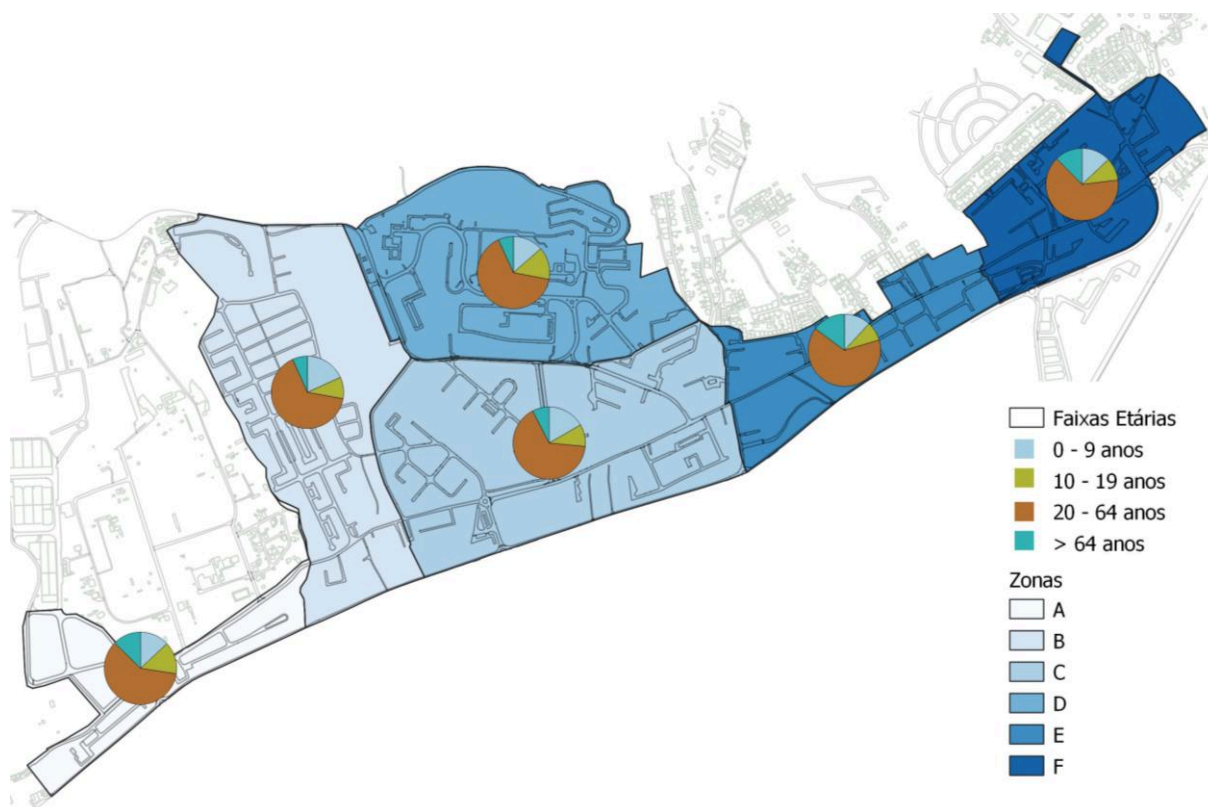 Faixas Etárias
0 - 9 anos
10 - 19 anos
20 - 64 anos
> 64 anos
Zonas
A
B
C
D
E
F